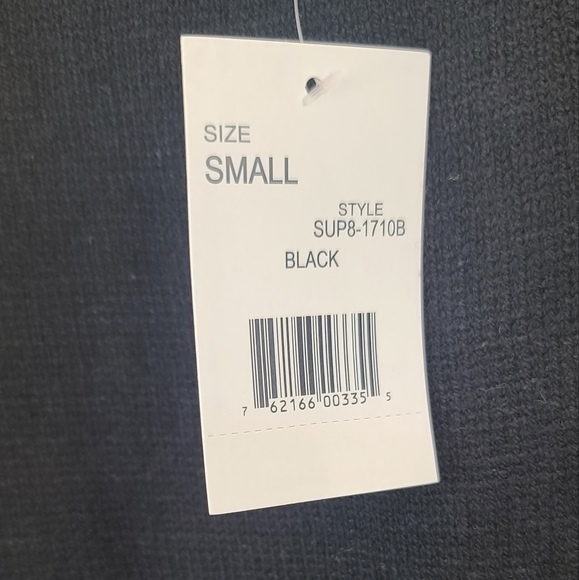 SIZE
SMALL
STYLE
SUP8-1710B
BLACK
7 62166 00335 5